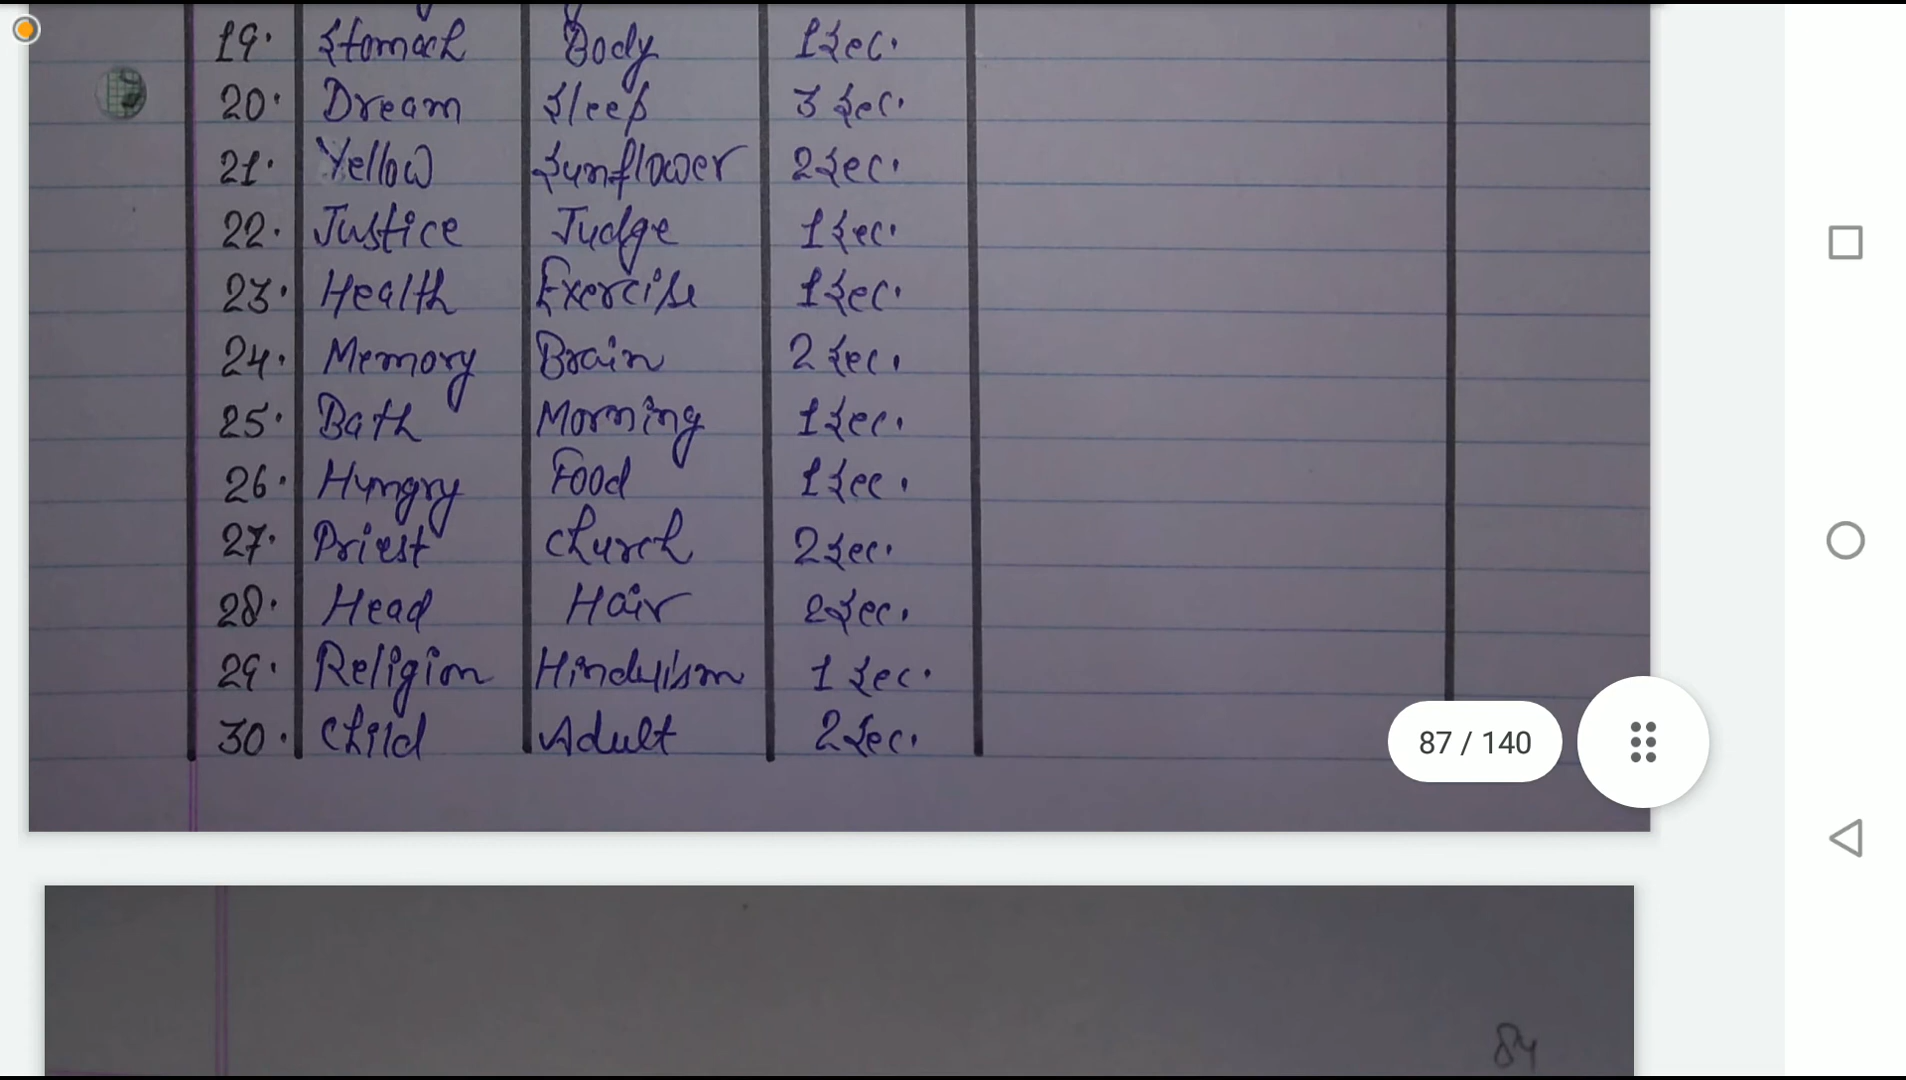 19. Stomach Body 1 Sec.
20. Dream Sleep 3 Sec.
21. Yellow Sunflower 2 Sec.
22. Justice Judge 1 Sec.
23. Health Exercise 1 Sec.
24. Memory Brain 2 Sec.
25. Bath Morning 1 Sec.
26. Hungry Food 1 Sec.
27. Priest Church 2 Sec.
28. Head Hair 2 Sec.
29. Religion Hinduism 1 Sec.
30. Child Adult 2 Sec.
87 / 140
84